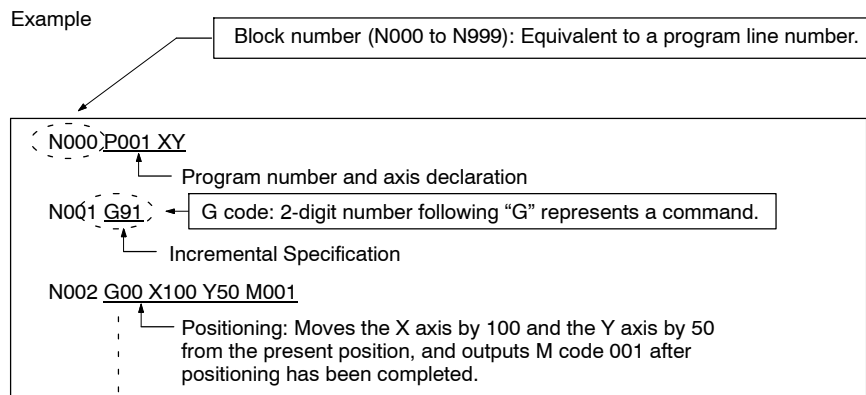 Example
Block number (N000 to N999): Equivalent to a program line number.
N000 P001 XY
Program number and axis declaration
N001 G91
G code: 2-digit number following “G” represents a command.
Incremental Specification
N002 G00 X100 Y50 M001
Positioning: Moves the X axis by 100 and the Y axis by 50
from the present position, and outputs M code 001 after
positioning has been completed.